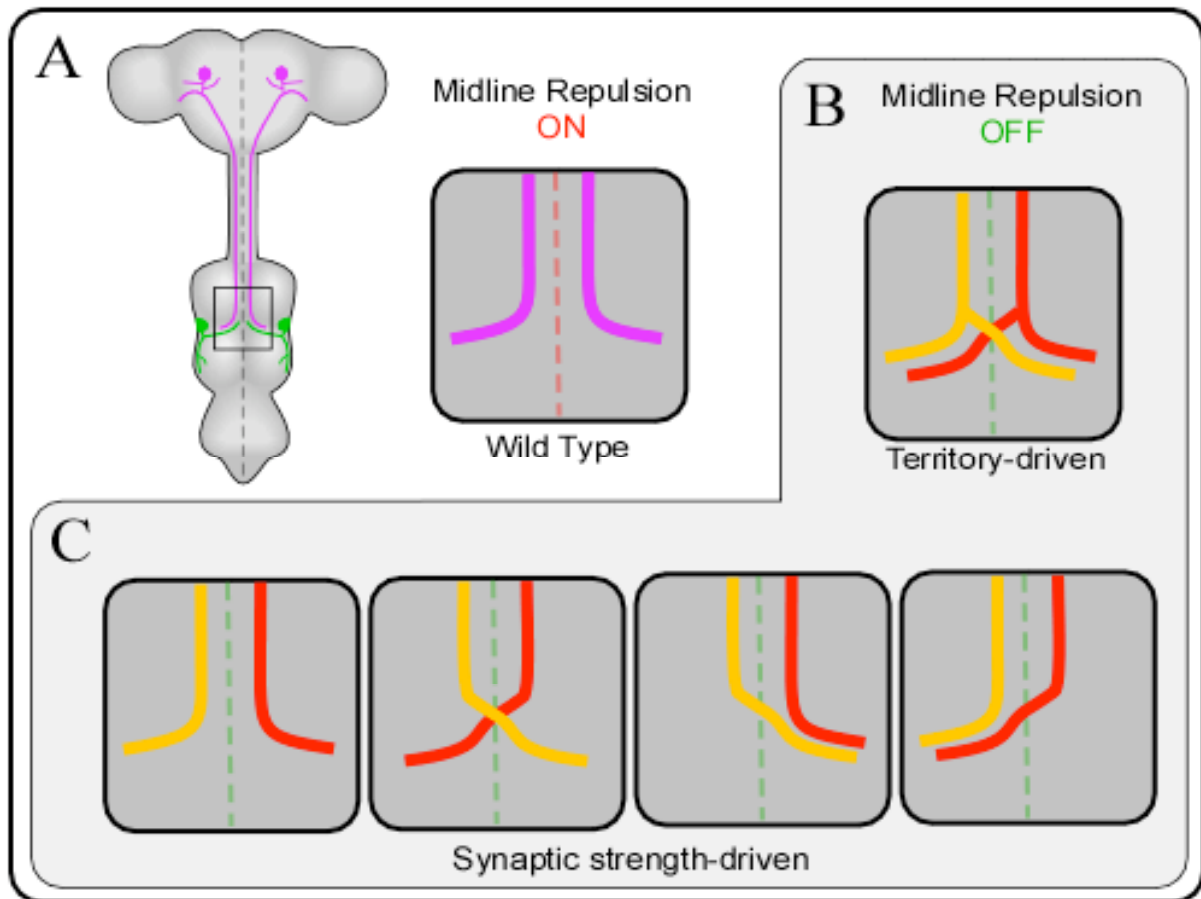 A
Midline Repulsion
ON
Wild Type
B
Midline Repulsion
OFF
Territory-driven
C
Synaptic strength-driven